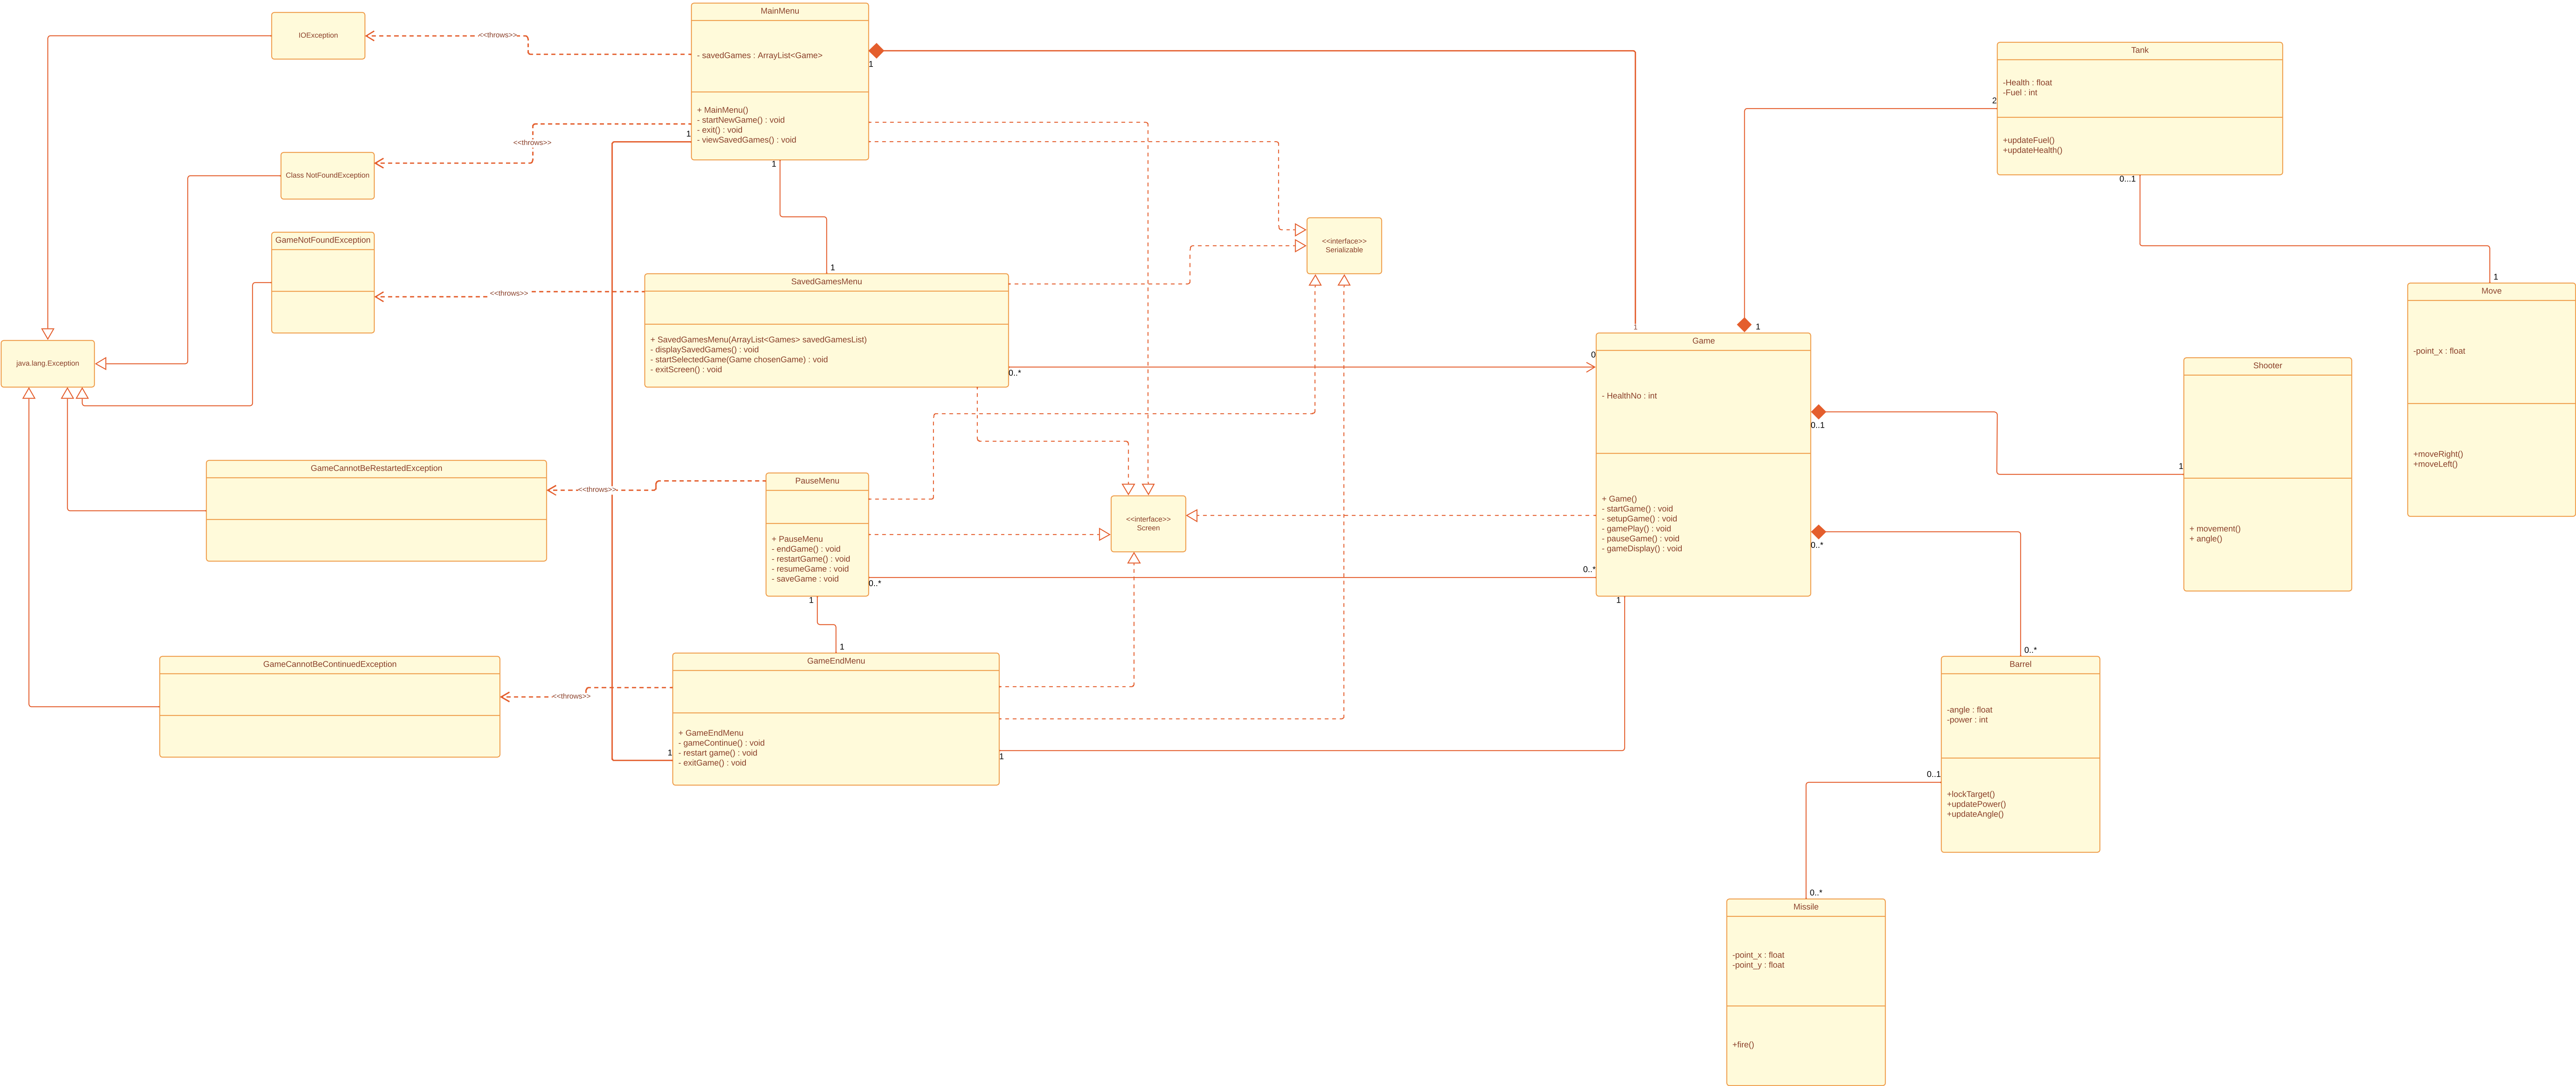 IOException
<<throws>>
Class NotFoundException
<<throws>>
GameNotFoundException
<<throws>>
java.lang.Exception
GameCannotBeRestartedException
<<throws>>
GameCannotBeContinuedException
<<throws>>
MainMenu
- savedGames : ArrayList<Game>
+ MainMenu()
- startNewGame() : void
- exit() : void
- viewSavedGames() : void
1
1
1
1
SavedGamesMenu
+ SavedGamesMenu(ArrayList<Games> savedGamesList)
- displaySavedGames() : void
- startSelectedGame(Game chosenGame) : void
- exitScreen() : void
0..*
0
PauseMenu
+ PauseMenu
- endGame() : void
- restartGame() : void
- resumeGame : void
- saveGame : void
0..*
0..*
1
1
GameEndMenu
+ GameEndMenu
- gameContinue() : void
- restart game() : void
- exitGame() : void
1
1
<<interface>>
Serializable
<<interface>>
Screen
1
1
Game
- HealthNo : int
+ Game()
- startGame() : void
- setupGame() : void
- gamePlay() : void
- pauseGame() : void
- gameDisplay() : void
1
0..1
0..*
2
Tank
-Health : float
-Fuel : int
+updateFuel()
+updateHealth()
0...1
1
Move
-point_x : float
+moveRight()
+moveLeft()
1
Shooter
+ movement()
+ angle()
0..*
Barrel
-angle : float
-power : int
+lockTarget()
+updatePower()
+updateAngle()
0..1
0..*
Missile
-point_x : float
-point_y : float
+fire()